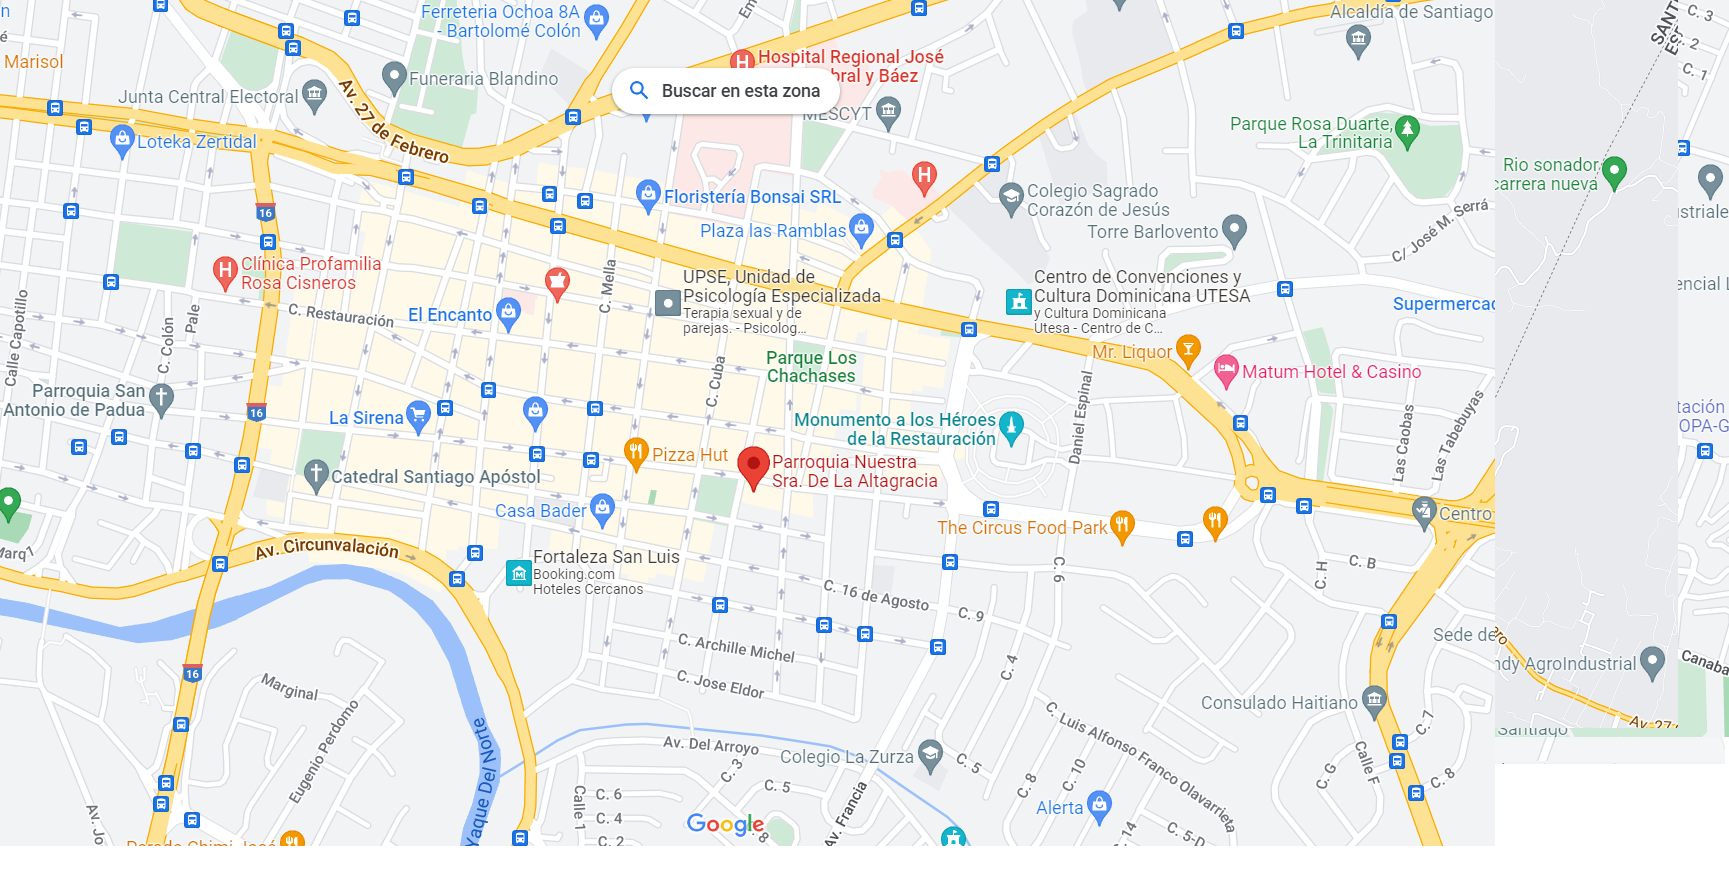 Ferreteria Ochoa 8A
- Bartolomé Colón
Alcaldía de Santiago
C. 3
C. 2
C. 1
Marisol
Funeraria Blandino
Junta Central Electoral
Av. 27 de Febrero
Hospital Regional José
bral y Báez
Buscar en esta zona
MESCYT
Loteka Zertidal
Parque Rosa Duarte,
La Trinitaria
Rio sonador
carrera nueva
Floristería Bonsai SRL
Plaza las Ramblas
Colegio Sagrado
Corazón de Jesús
Torre Barlovento
C/ José M. Serrá
16
Clínica Profamilia
Rosa Cisneros
C. Mella
UPSE, Unidad de
Psicología Especializada
Terapia sexual y de
parejas. - Psicolog...
Centro de Convenciones y
Cultura Dominicana UTESA
y Cultura Dominicana
Utesa - Centro de C...
Supermercad
encial L
El Encanto
C. Restauración
Calle Capotillo
C. Colón
Pale
Parque Los
Chachases
Mr. Liquor
Matum Hotel & Casino
Parroquia San
Antonio de Padua
16
La Sirena
C. Cuba
Monumento a los Héroes
de la Restauración
Daniel Espinal
Las Caobas
Las Tabebuyas
tación
OPA-G
Pizza Hut
Parroquia Nuestra
Sra. De La Altagracia
Catedral Santiago Apóstol
Casa Bader
The Circus Food Park
Centro
Marq1
Av. Circunvalación
Fortaleza San Luis
Booking.com
Hoteles Cercanos
C. 6
C. H
C. B
C. 16 de Agosto
C. 9
C. Archille Michel
Sede de
ndy AgroIndustrial
Canaba
16
Marginal
C. Jose Eldor
C. 4
Consulado Haitiano
C. 7
Av. 27
Santiago
Eugenio Perdomo
Yaque Del Norte
Av. Del Arroyo
Colegio La Zurza
C. Luis Alfonso Franco Olavarrieta
C. 3
C. 5
C. 5
C. 8
C. 10
C. G
Calle F
C. 8
Calle 1
C. 6
C. 4
C. 2
Google
8
Av. Francia
Alerta
C. 5-D
14
Av. Jo
Parada Chimi José